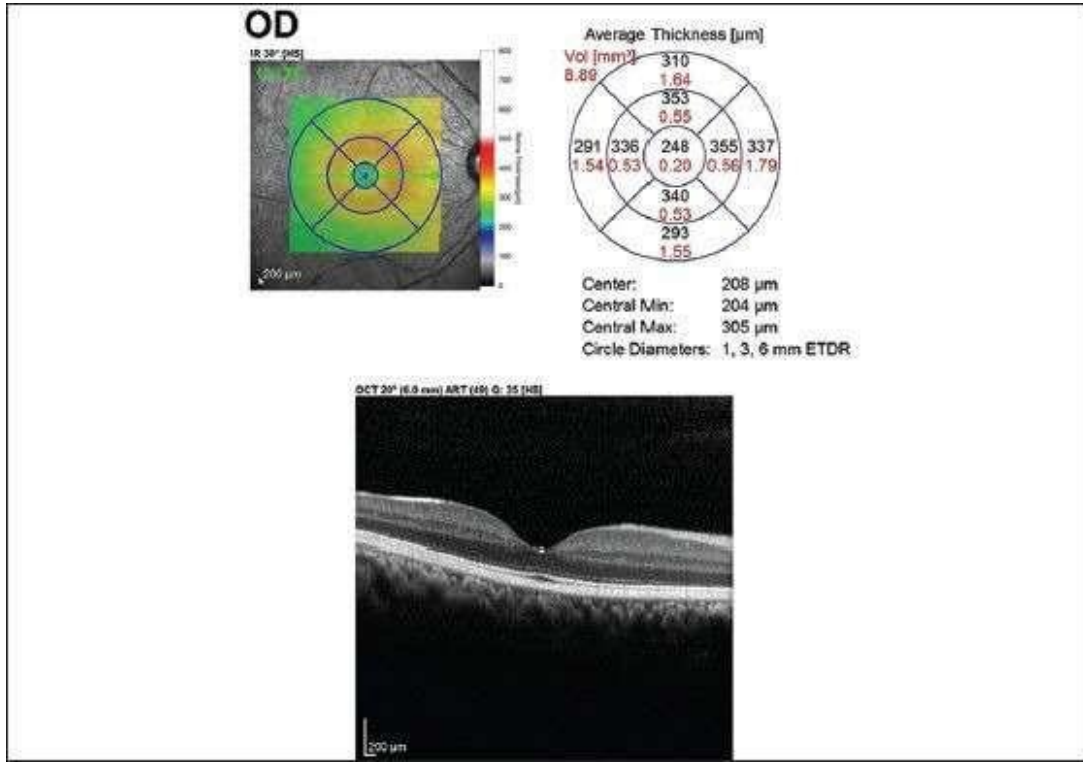 OD
IR 30° [HS]
200 µm
Average Thickness [µm]
Vol [mm³]
8.89
310
1.64
353
0.55
291 336 248 355 337
1.54 0.53 0.20 0.56 1.79
340
0.53
293
1.55
Center: 208 µm
Central Min: 204 µm
Central Max: 305 µm
Circle Diameters: 1, 3, 6 mm ETDR
OCT 20° (6.0 mm) ART (49) Q: 35 [HS]
200 µm